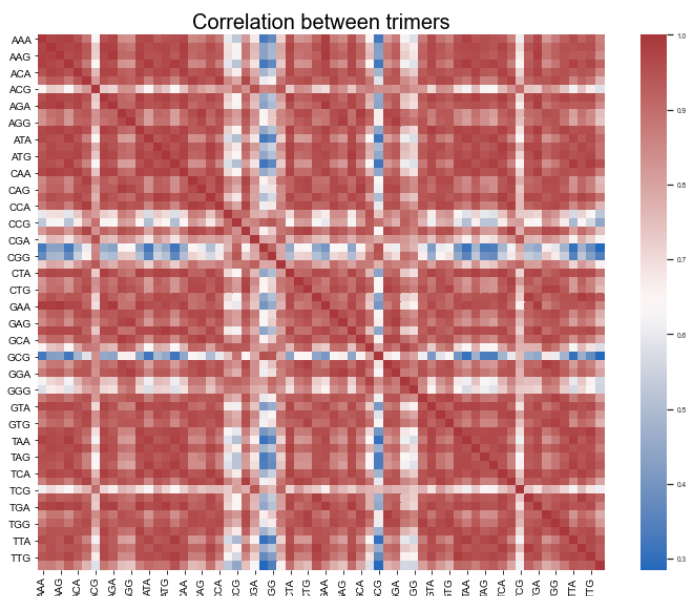 Correlation between trimers
AAA
AAG
ACA
ACG
AGA
AGG
ATA
ATG
CAA
CAG
CCA
CCG
CGA
CGG
CTA
CTG
GAA
GAG
GCA
GCG
GGA
GGG
GTA
GTG
TAA
TAG
TCA
TCG
TGA
TGG
TTA
TTG
1.0
0.9
0.8
0.7
0.6
0.5
0.4
0.3